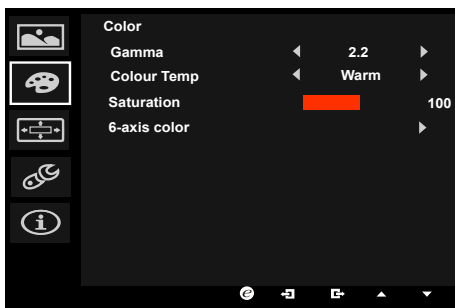 Color
Gamma 2.2
Colour Temp Warm
Saturation 100
6-axis color